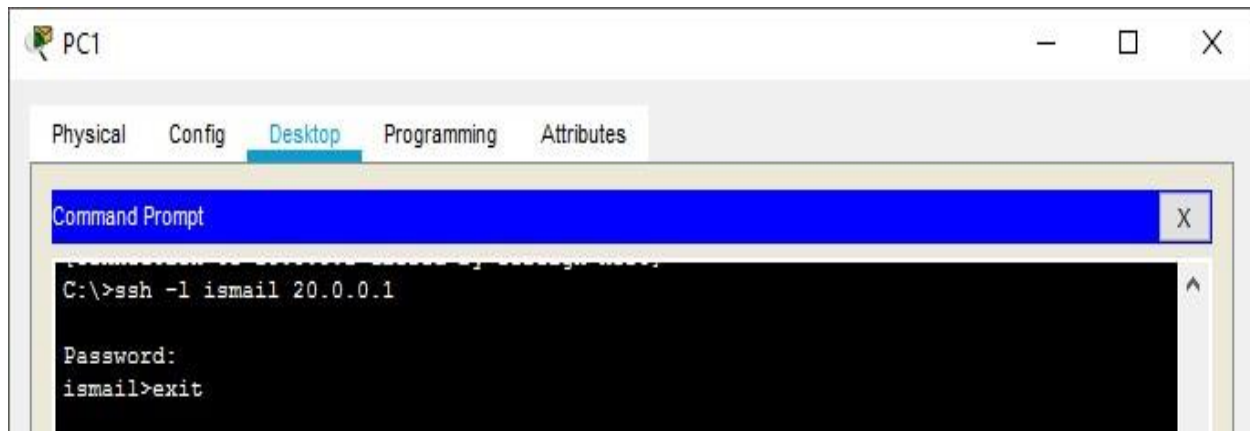 PC1
Physical Config Desktop Programming Attributes
Command Prompt
X
C:\>ssh -l ismail 20.0.0.1
Password:
ismail>exit